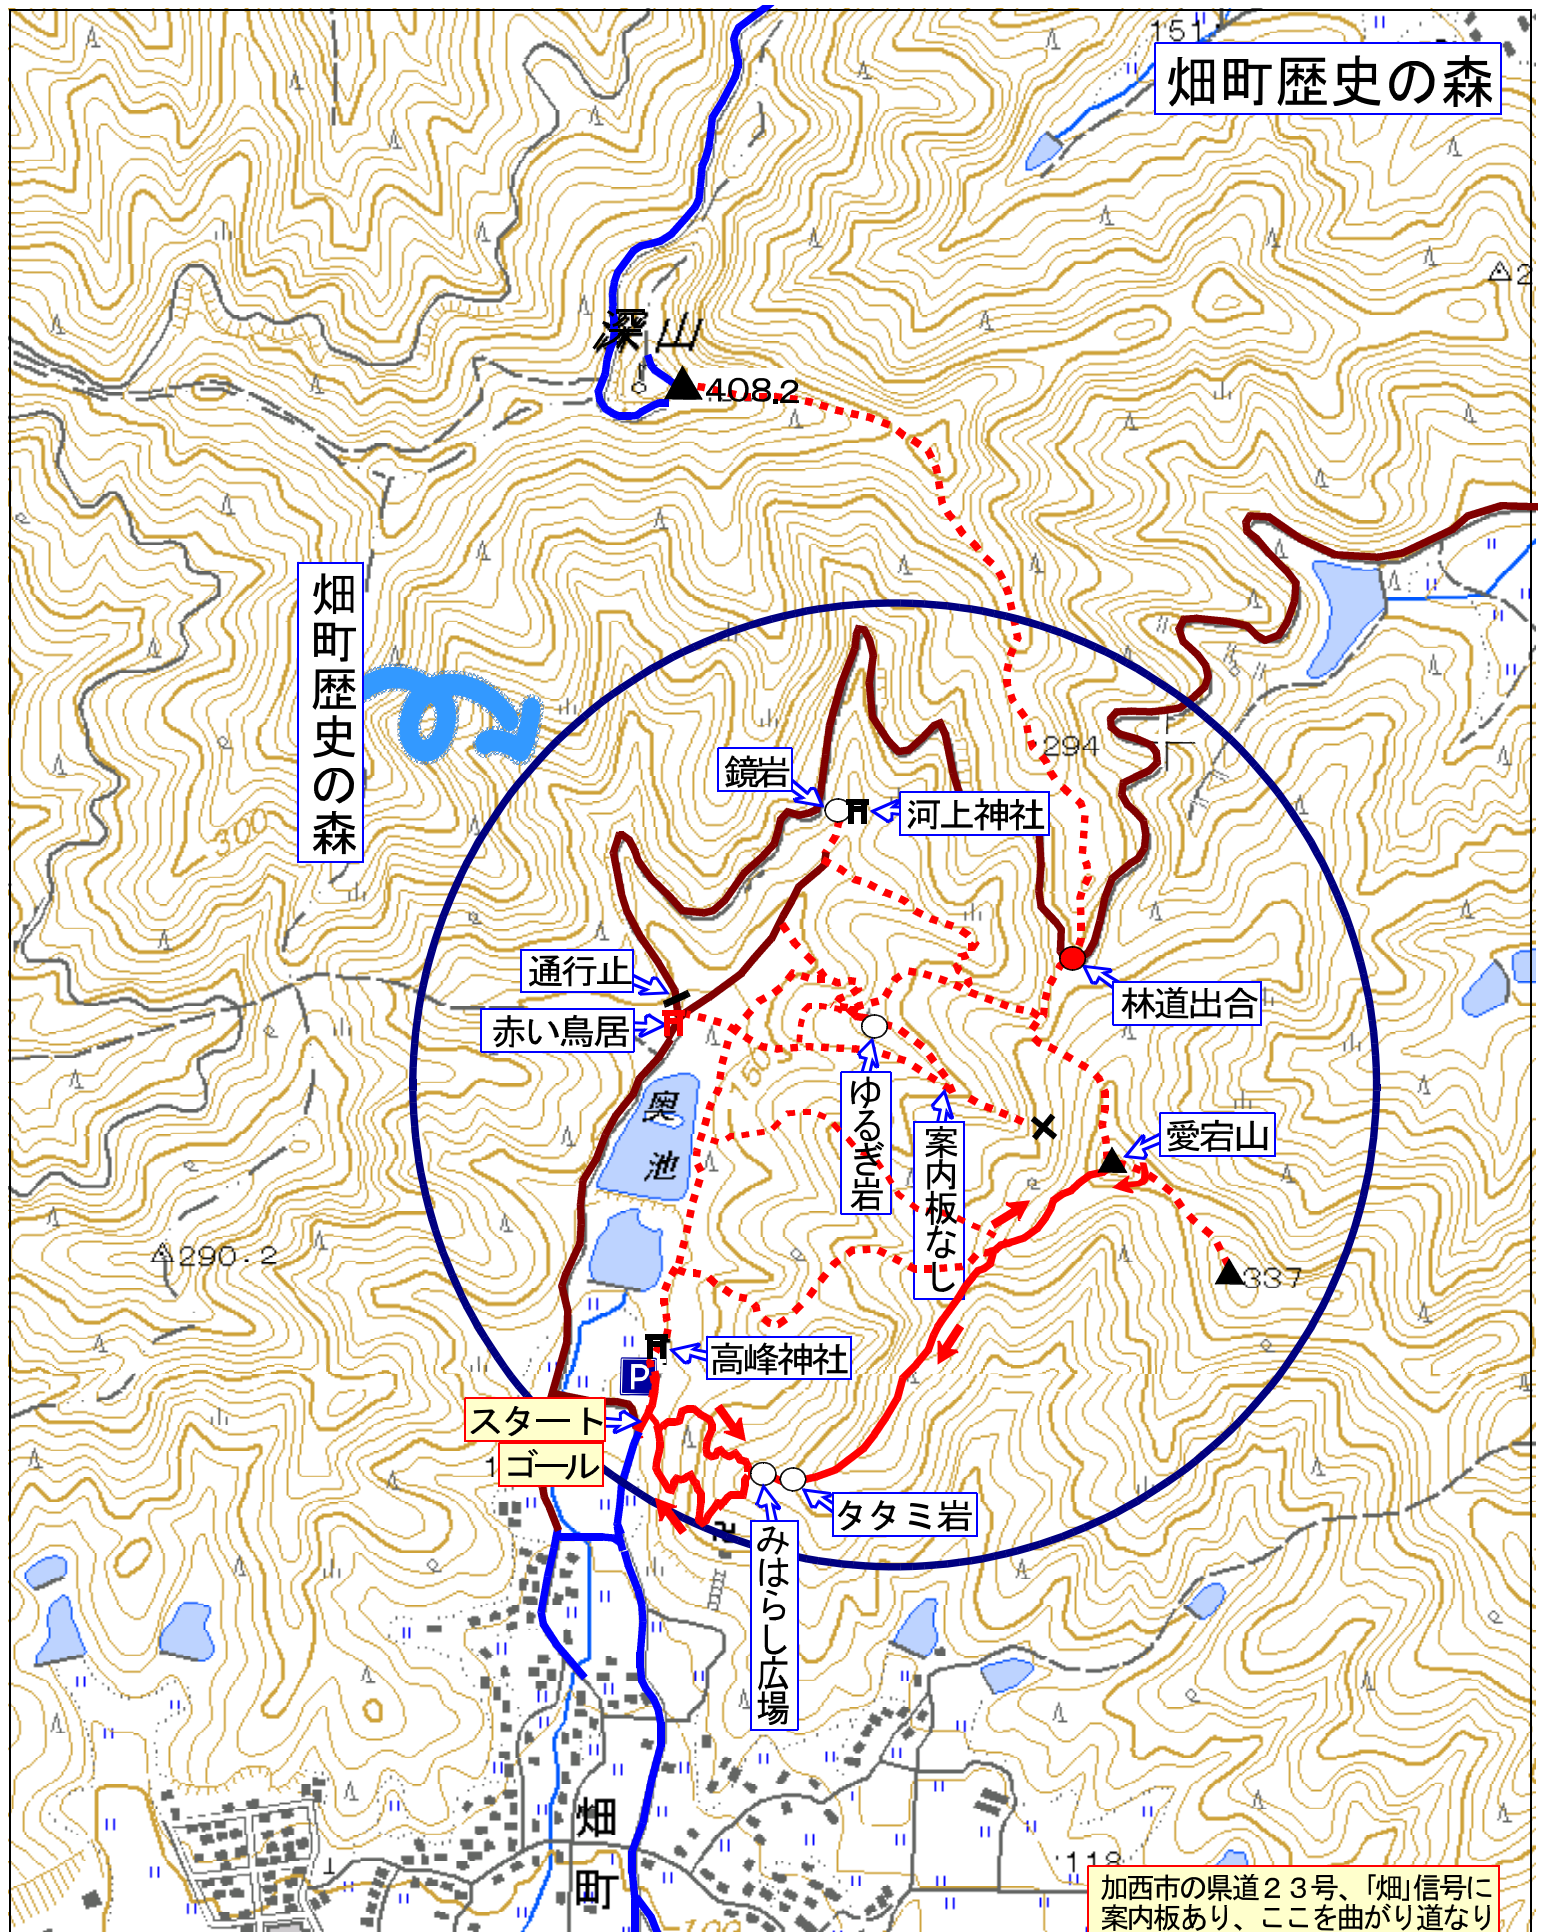 151
畑町歴史の森
2
深山
408.2
畑町歴史の森
294
鏡岩
河上神社
300
通行止
林道出合
赤い鳥居
150
奥池
ゆるぎ岩
案内板なし
愛宕山
290.2
337
高峰神社
P
スタート
ゴール
1
タタミ岩
みはらし広場
畑町
118
加西市の県道２３号、「畑」信号に
案内板あり、ここを曲がり道なり
100